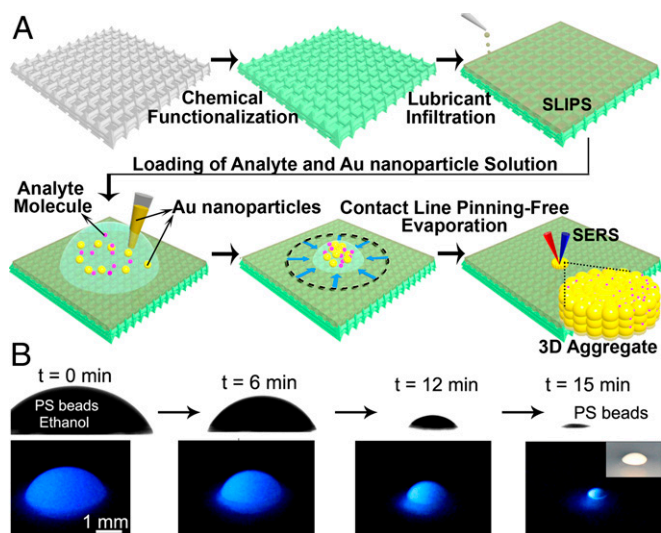 A
Chemical
Functionalization
Lubricant
Infiltration
SLIPS
Loading of Analyte and Au nanoparticle Solution
Analyte
Molecule
Au nanoparticles
Contact Line Pinning-Free
Evaporation
SERS
3D Aggregate
B
t = 0 min
t = 6 min
t = 12 min
t = 15 min
PS beads
Ethanol
PS beads
1 mm